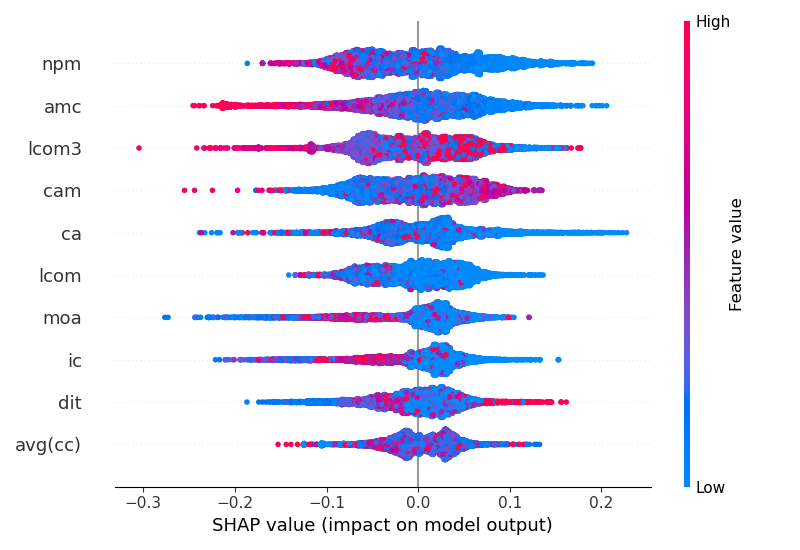 High
npm
amc
lcom3
cam
ca
lcom
moa
ic
dit
avg(cc)
Feature value
Low
−0.3 −0.2 −0.1 0.0 0.1 0.2
SHAP value (impact on model output)